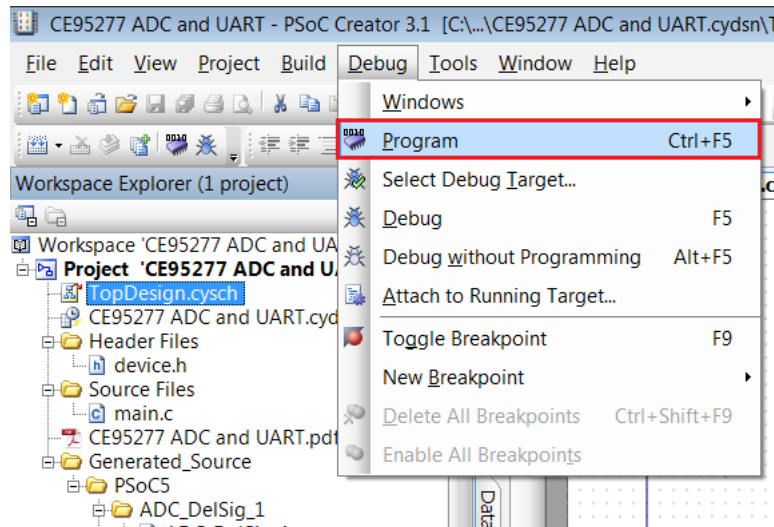 CE95277 ADC and UART - PSoC Creator 3.1 [C:\...\CE95277 ADC and UART.cydsn\
File Edit View Project Build Debug Tools Window Help
Windows
Program Ctrl+F5
Select Debug Target...
Debug F5
Debug without Programming Alt+F5
Attach to Running Target...
Toggle Breakpoint F9
New Breakpoint
Delete All Breakpoints Ctrl+Shift+F9
Enable All Breakpoints
Workspace Explorer (1 project)
Workspace 'CE95277 ADC and UA
Project 'CE95277 ADC and U
TopDesign.cysch
CE95277 ADC and UART.cyd
Header Files
device.h
Source Files
main.c
CE95277 ADC and UART.pdf
Generated_Source
PSoC5
ADC_DelSig_1
Data